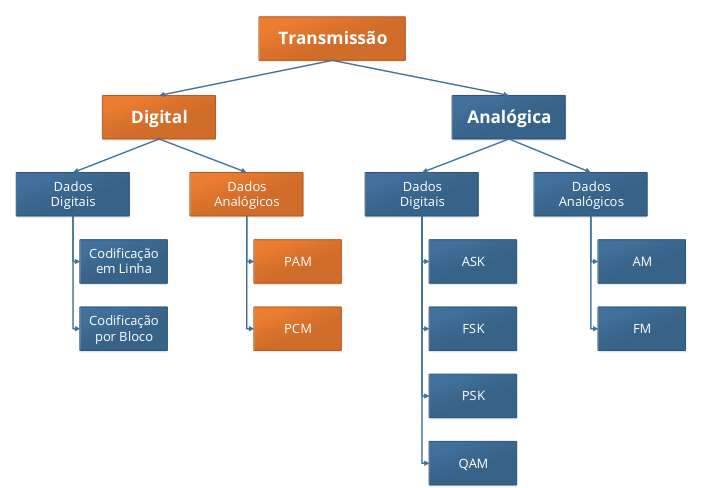 Transmissão
Digital
Analógica
Dados
Digitais
Dados
Analógicos
Dados
Digitais
Dados
Analógicos
Codificação
em Linha
PAM
ASK
AM
Codificação
por Bloco
PCM
FSK
FM
PSK
QAM